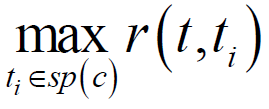 max r(t,t_i)
t_i ∈sp(c)